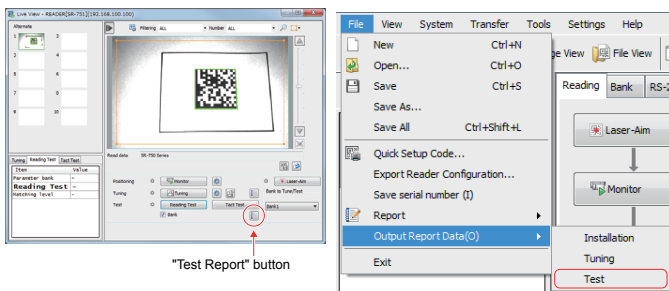 Live View - READER[SR-751](192.168.100.100)
Alternate
1
2
3
4
5
6
7
8
9
10
Filtering ALL
Number ALL
Tuning
Reading Test
Tact Test
Item
Value
Parameter bank
-
Reading Test
-
Matching level
-
Read data
SR-750 Series
Positioning
Monitor
Laser-Aim
Tuning
Tuning
Bank to Tune/Test
Test
Reading Test
Tact Test
Bank1
Bank
"Test Report" button
File
View
System
Transfer
Tools
Settings
Help
New
Ctrl+N
Open...
Ctrl+O
Save
Ctrl+S
Save As...
Save All
Ctrl+Shift+L
Quick Setup Code...
Export Reader Configuration...
Save serial number (I)
Report
Output Report Data(O)
Exit
Installation
Tuning
Test
ge View
File View
Reading
Bank
RS-2
Laser-Aim
Monitor